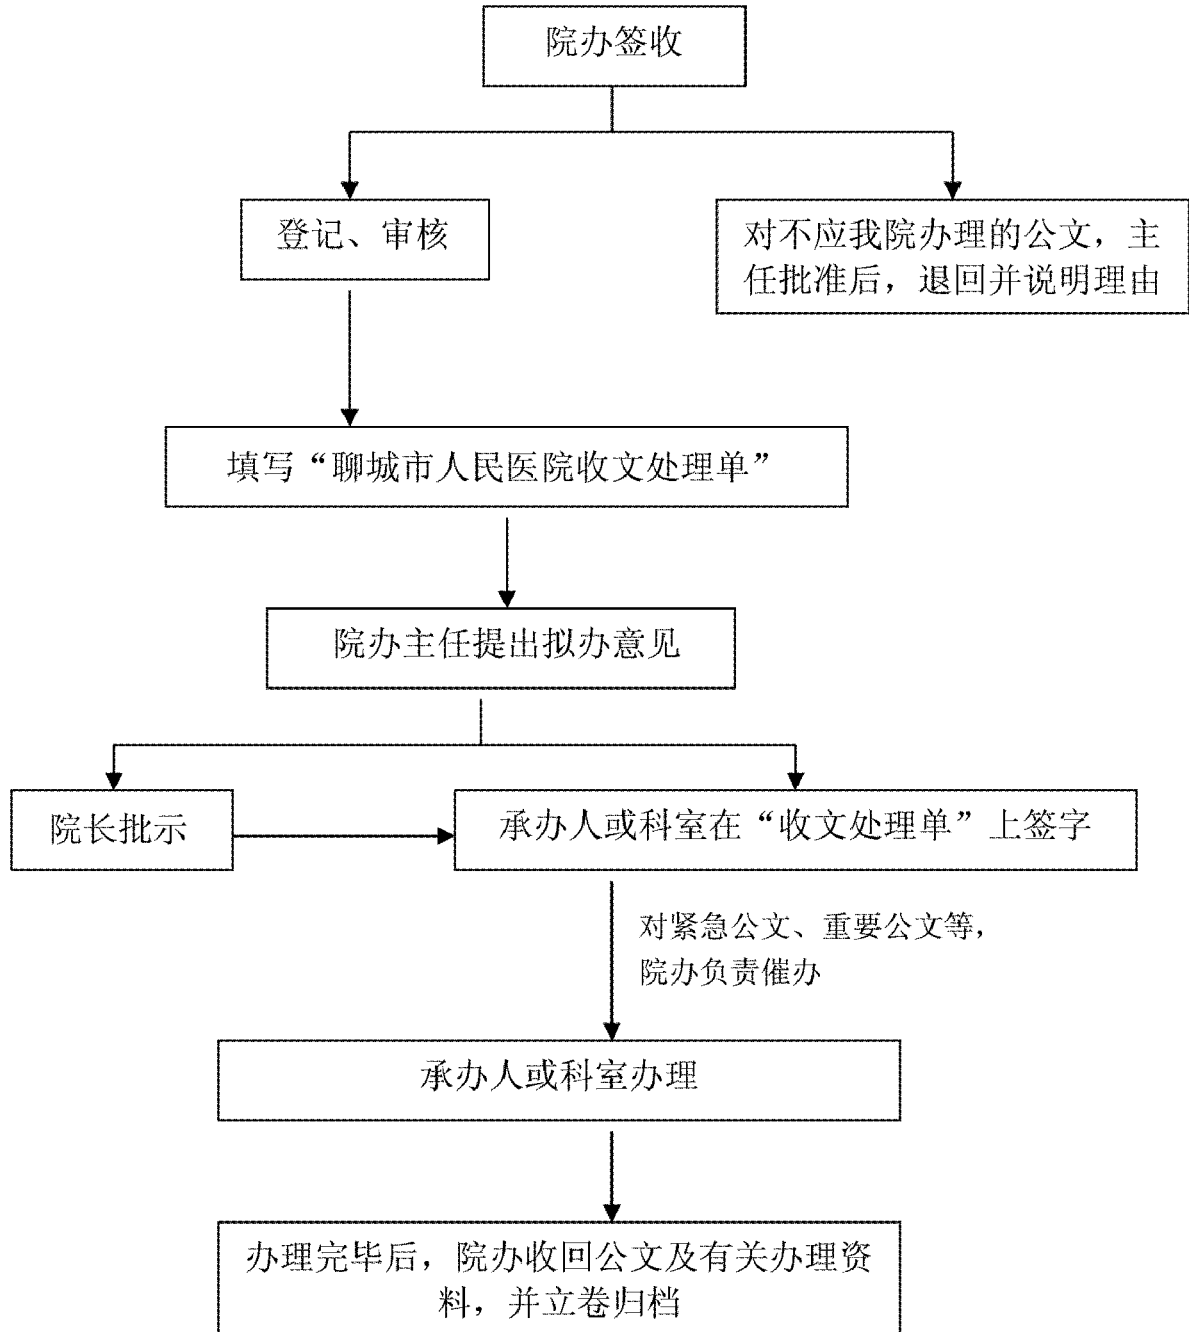 院办签收
登记、审核
对不应我院办理的公文，主
任批准后，退回并说明理由
填写“聊城市人民医院收文处理单”
院办主任提出拟办意见
院长批示
承办人或科室在“收文处理单”上签字
对紧急公文、重要公文等，
院办负责催办
承办人或科室办理
办理完毕后，院办收回公文及有关办理资
料，并立卷归档